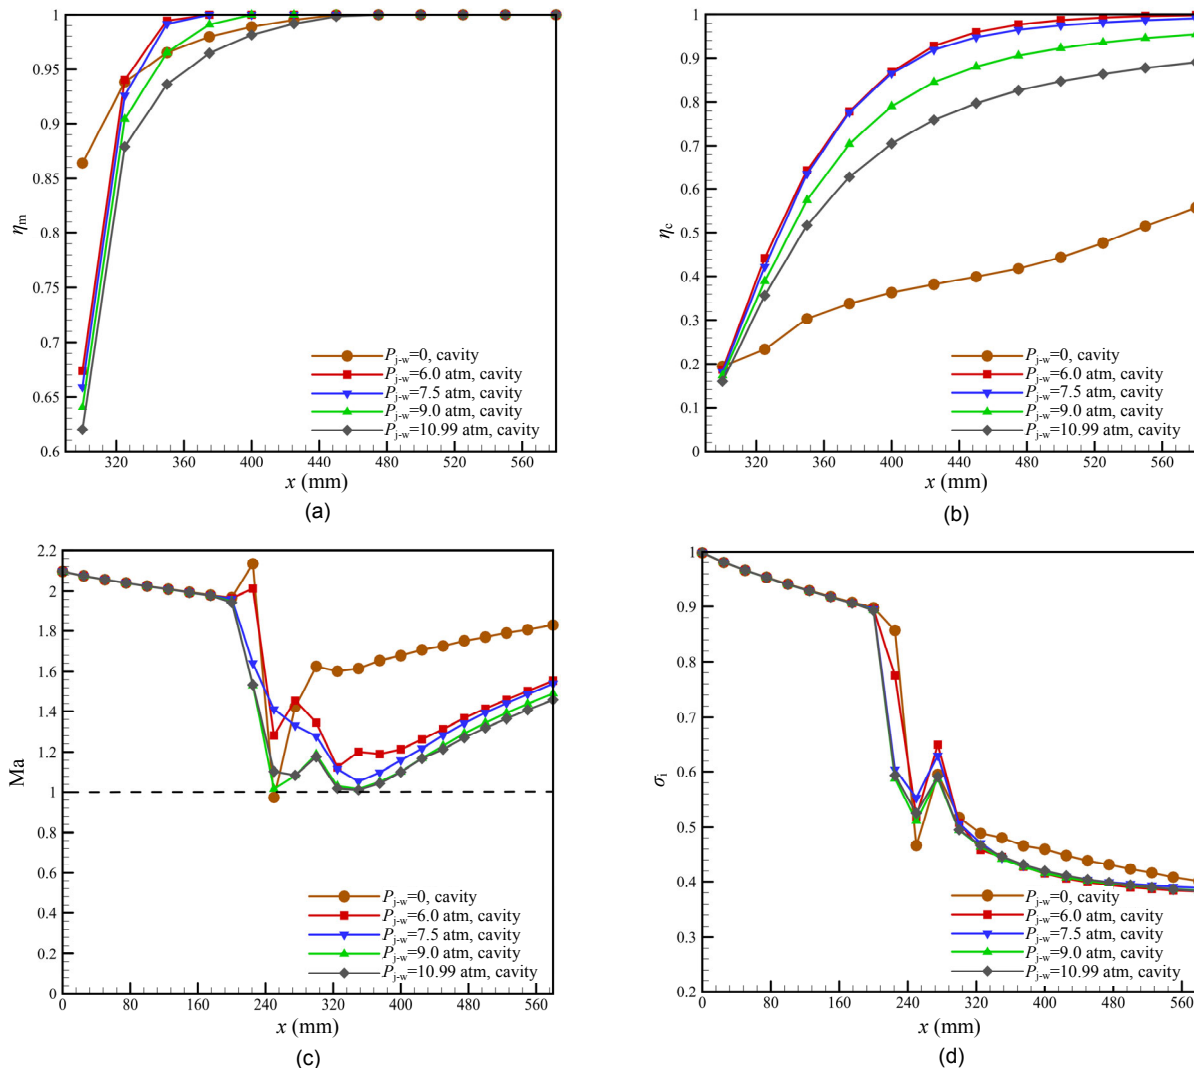 1
0.95
0.9
0.85
0.8
0.75
0.7
0.65
0.6
η_m
320 360 400 440 480 520 560
x (mm)
P_j-w=0, cavity
P_j-w=6.0 atm, cavity
P_j-w=7.5 atm, cavity
P_j-w=9.0 atm, cavity
P_j-w=10.99 atm, cavity
(a)
1
0.9
0.8
0.7
0.6
0.5
0.4
0.3
0.2
0.1
0
η_c
320 360 400 440 480 520 560
x (mm)
P_j-w=0, cavity
P_j-w=6.0 atm, cavity
P_j-w=7.5 atm, cavity
P_j-w=9.0 atm, cavity
P_j-w=10.99 atm, cavity
(b)
2.2
2
1.8
1.6
1.4
1.2
1
0.8
0.6
0.4
0.2
0
Ma
0 80 160 240 320 400 480 560
x (mm)
P_j-w=0, cavity
P_j-w=6.0 atm, cavity
P_j-w=7.5 atm, cavity
P_j-w=9.0 atm, cavity
P_j-w=10.99 atm, cavity
(c)
1
0.9
0.8
0.7
0.6
0.5
0.4
0.3
0.2
σ_i
0 80 160 240 320 400 480 560
x (mm)
P_j-w=0, cavity
P_j-w=6.0 atm, cavity
P_j-w=7.5 atm, cavity
P_j-w=9.0 atm, cavity
P_j-w=10.99 atm, cavity
(d)